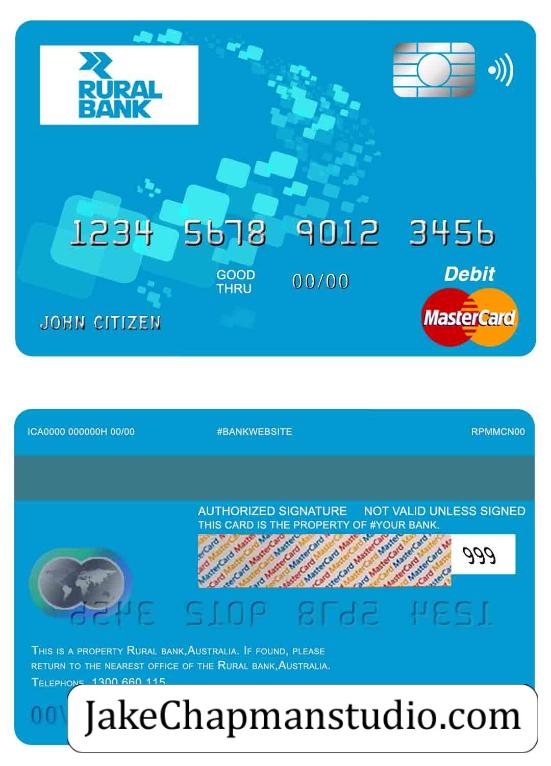 RURAL
BANK
1234 5678 9012 3456
GOOD
THRU
00/00
Debit
MasterCard
JOHN CITIZEN
ICA0000 000000H 00/00
#BANKWEBSITE
RPMMCN00
AUTHORIZED SIGNATURE NOT VALID UNLESS SIGNED
THIS CARD IS THE PROPERTY OF #YOUR BANK.
MasterCard
999
THIS IS A PROPERTY RURAL BANK,AUSTRALIA. IF FOUND, PLEASE
RETURN TO THE NEAREST OFFICE OF THE RURAL BANK,AUSTRALIA.
TELEPHONE 1300 660 115
JakeChapmanstudio.com